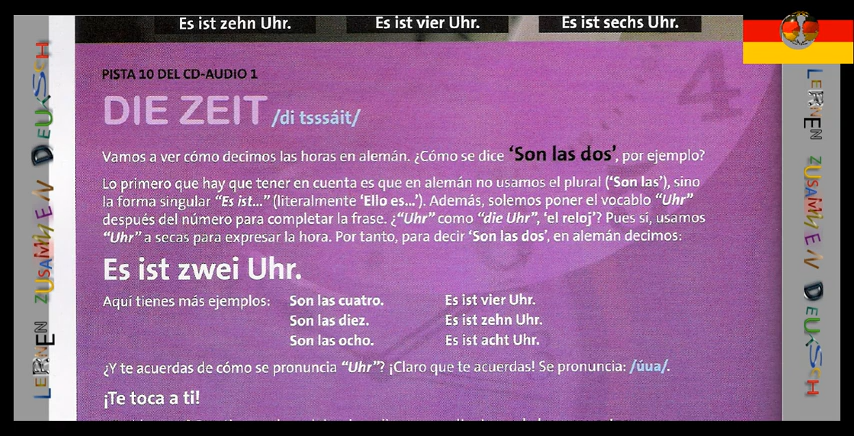 Es ist zehn Uhr. Es ist vier Uhr. Es ist sechs Uhr.
PISTA 10 DEL CD-AUDIO 1
DIE ZEIT /di tsssáit/
4
Vamos a ver cómo decimos las horas en alemán. ¿Cómo se dice ‘Son las dos’, por ejemplo?
Lo primero que hay que tener en cuenta es que en alemán no usamos el plural (‘Son las’), sino
la forma singular “Es ist...” (literalmente ‘Ello es...’). Además, solemos poner el vocablo “Uhr”
después del número para completar la frase. ¿“Uhr” como “die Uhr”, ‘el reloj’? Pues sí, usamos
“Uhr” a secas para expresar la hora. Por tanto, para decir ‘Son las dos’, en alemán decimos:
Es ist zwei Uhr.
Aquí tienes más ejemplos: Son las cuatro. Es ist vier Uhr.
Son las diez. Es ist zehn Uhr.
Son las ocho. Es ist acht Uhr.
¿Y te acuerdas de cómo se pronuncia “Uhr”? ¡Claro que te acuerdas! Se pronuncia: /úua/.
¡Te toca a ti!
LERNEN ZUSAMMEN DEUKSCH
LERNEN ZUSAMMEN DEUKSCH